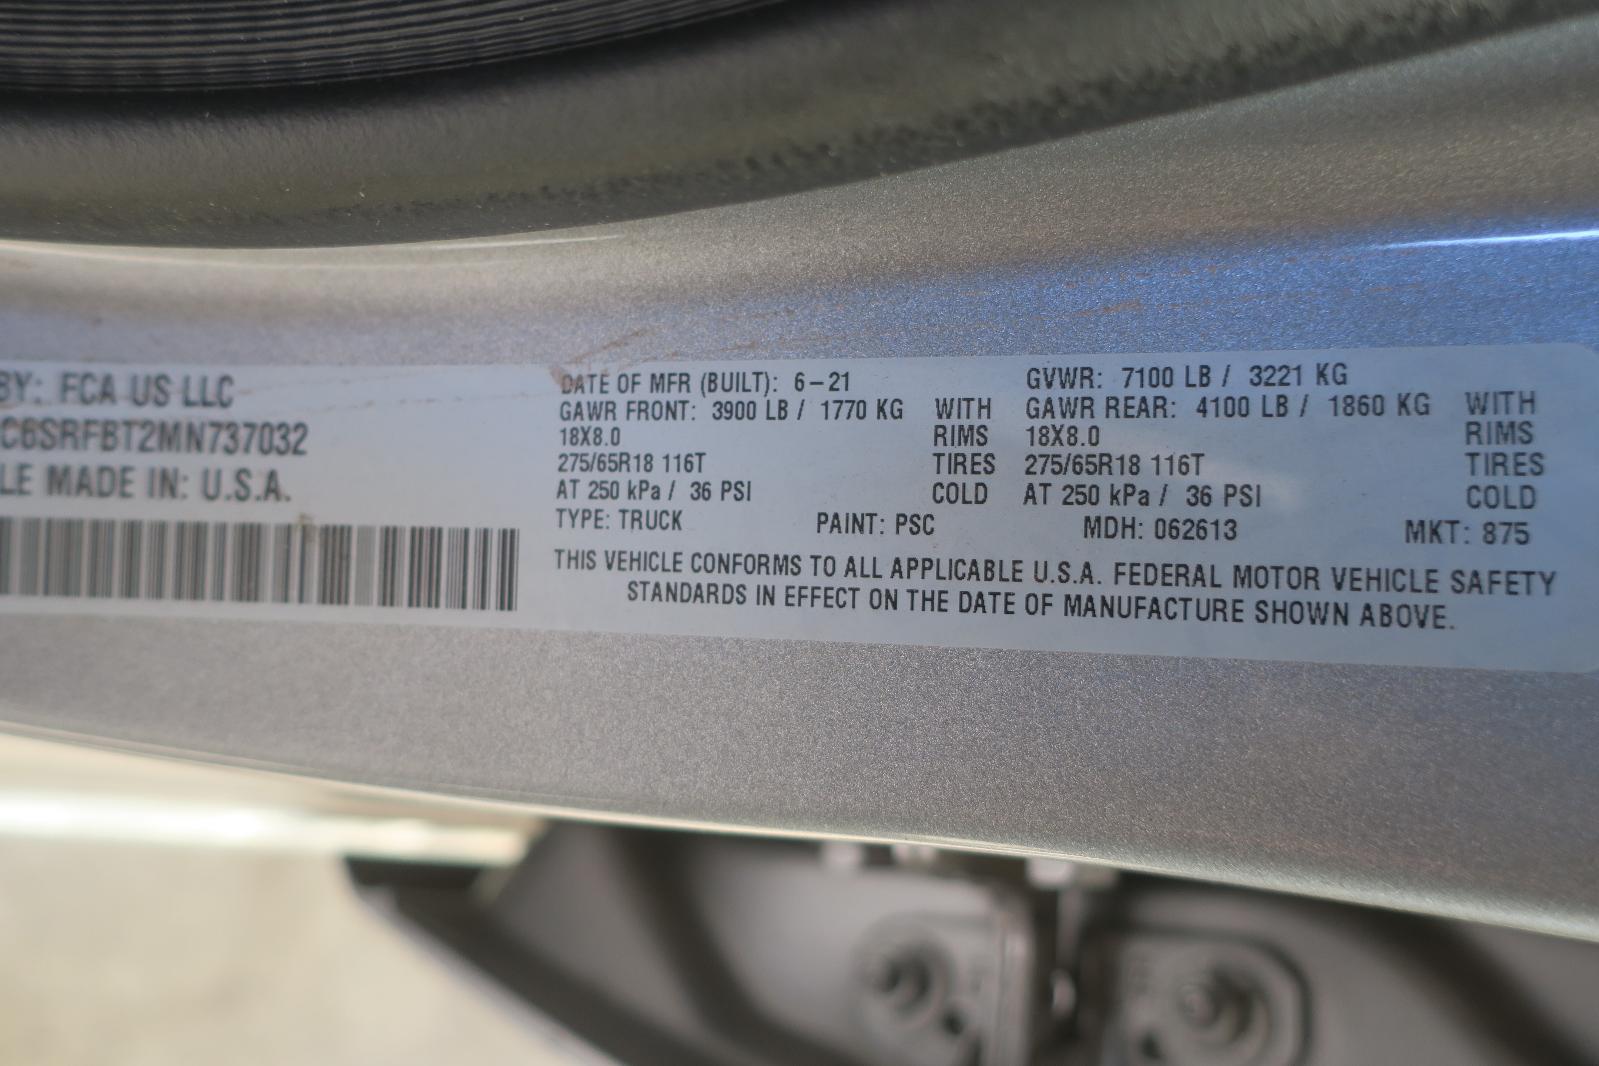 BY: FCA US LLC
C6SRFBT2MN737032
LE MADE IN: U.S.A.
DATE OF MFR (BUILT): 6-21 GVWR: 7100 LB / 3221 KG
GAWR FRONT: 3900 LB / 1770 KG WITH GAWR REAR: 4100 LB / 1860 KG WITH
18X8.0 RIMS 18X8.0 RIMS
275/65R18 116T TIRES 275/65R18 116T TIRES
AT 250 kPa / 36 PSI COLD AT 250 kPa / 36 PSI COLD
TYPE: TRUCK PAINT: PSC MDH: 062613 MKT: 875
THIS VEHICLE CONFORMS TO ALL APPLICABLE U.S.A. FEDERAL MOTOR VEHICLE SAFETY
STANDARDS IN EFFECT ON THE DATE OF MANUFACTURE SHOWN ABOVE.